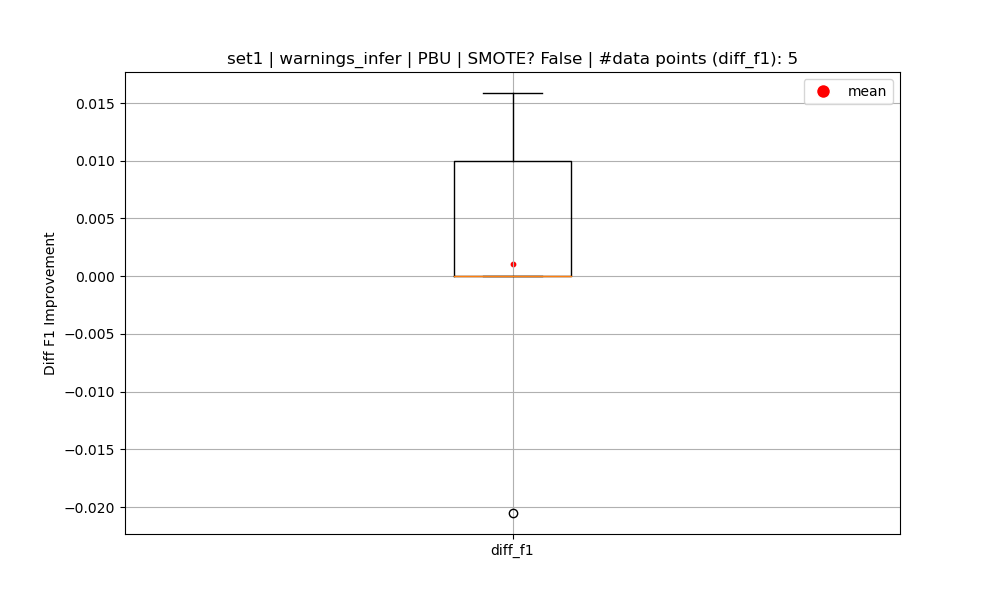 set1 | warnings_infer | PBU | SMOTE? False | #data points (diff_f1): 5
mean
0.015
0.010
0.005
0.000
−0.005
−0.010
−0.015
−0.020
Diff F1 Improvement
diff_f1